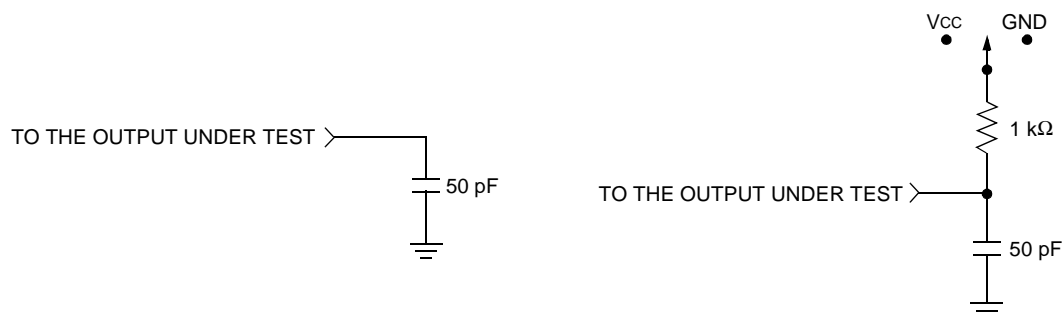 TO THE OUTPUT UNDER TEST
50 pF
VCC
GND
1 kΩ
TO THE OUTPUT UNDER TEST
50 pF